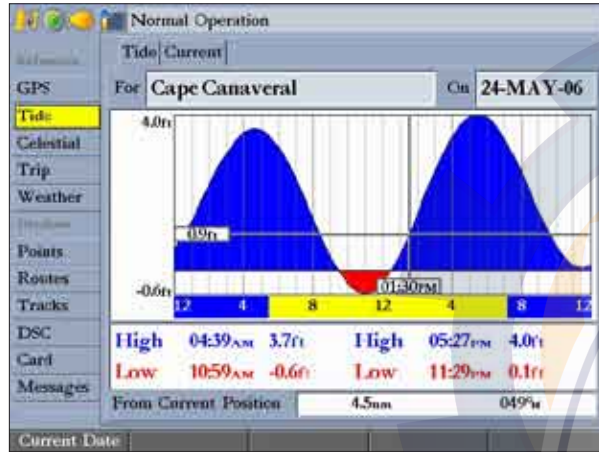 Normal Operation
Tide Current
For Cape Canaveral On 24-MAY-06
GPS
Tide
Celestial
Trip
Weather
Points
Routes
Tracks
DSC
Card
Messages
4.0ft
0.9ft
-0.6ft
01:30PM
12 4 8 12 4 8 12
High 04:39AM 3.7ft High 05:27PM 4.0ft
Low 10:59AM -0.6ft Low 11:29PM 0.1ft
From Current Position 4.5nm 049°M
Current Date